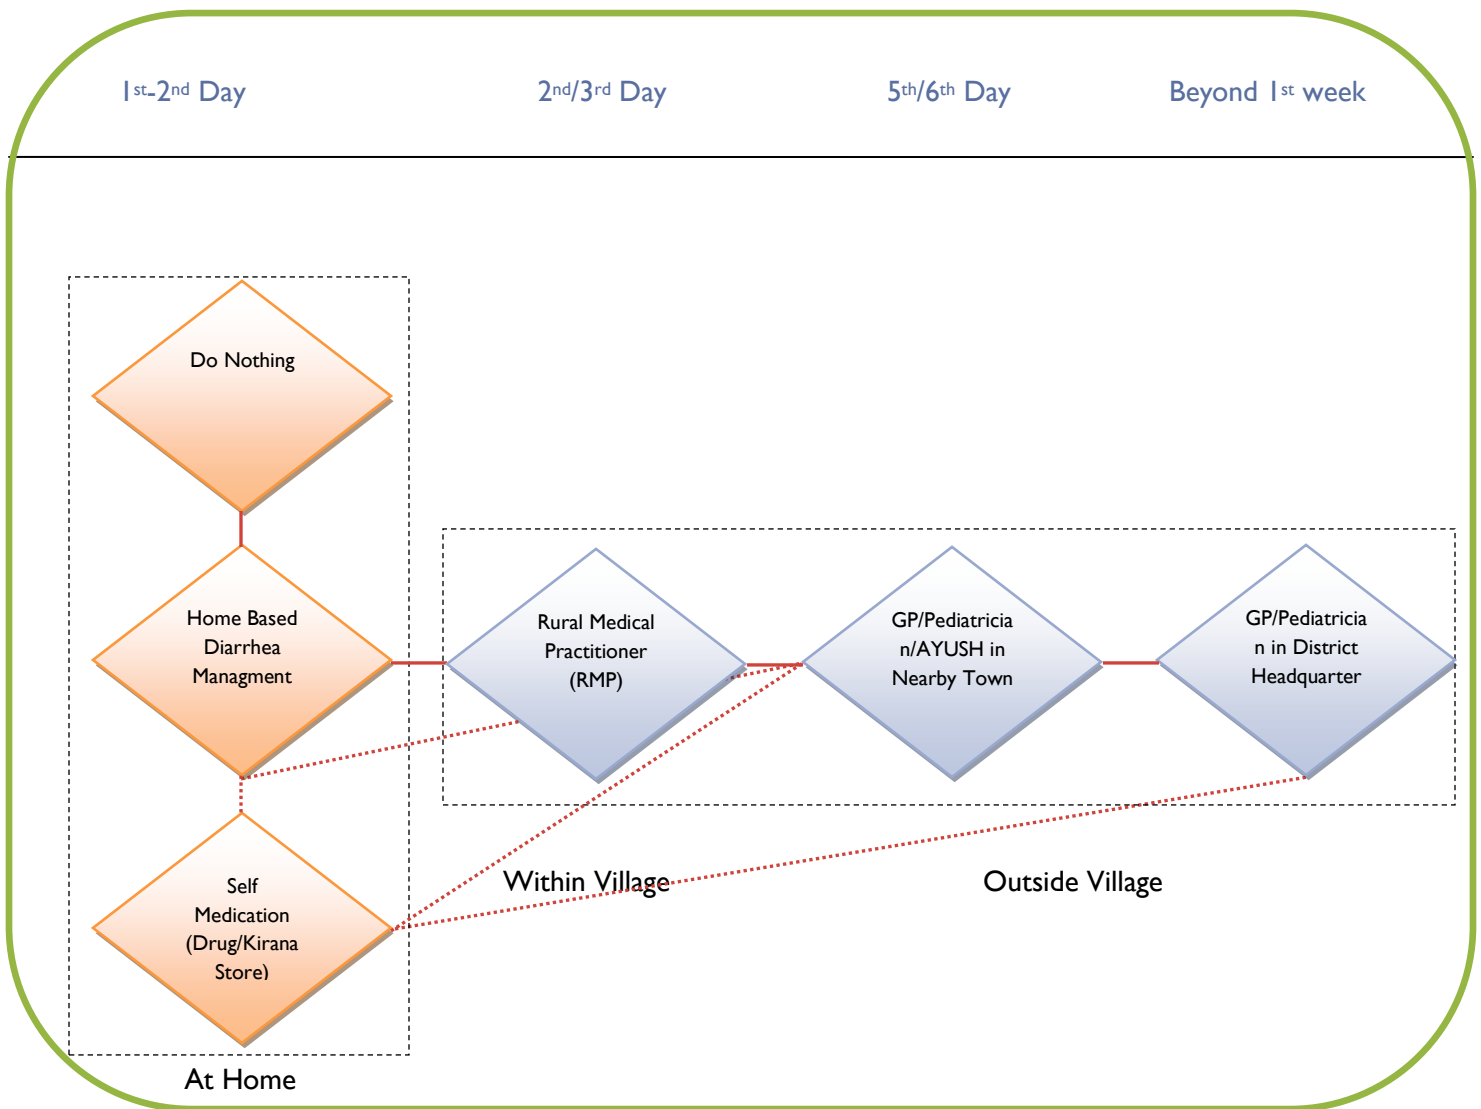 1st-2nd Day
2nd/3rd Day
5th/6th Day
Beyond 1st week
Do Nothing
Home Based
Diarrhea
Managment
Rural Medical
Practitioner
(RMP)
GP/Pediatricia
n/AYUSH in
Nearby Town
GP/Pediatricia
n in District
Headquarter
Self
Medication
(Drug/Kirana
Store)
Within Village
Outside Village
At Home